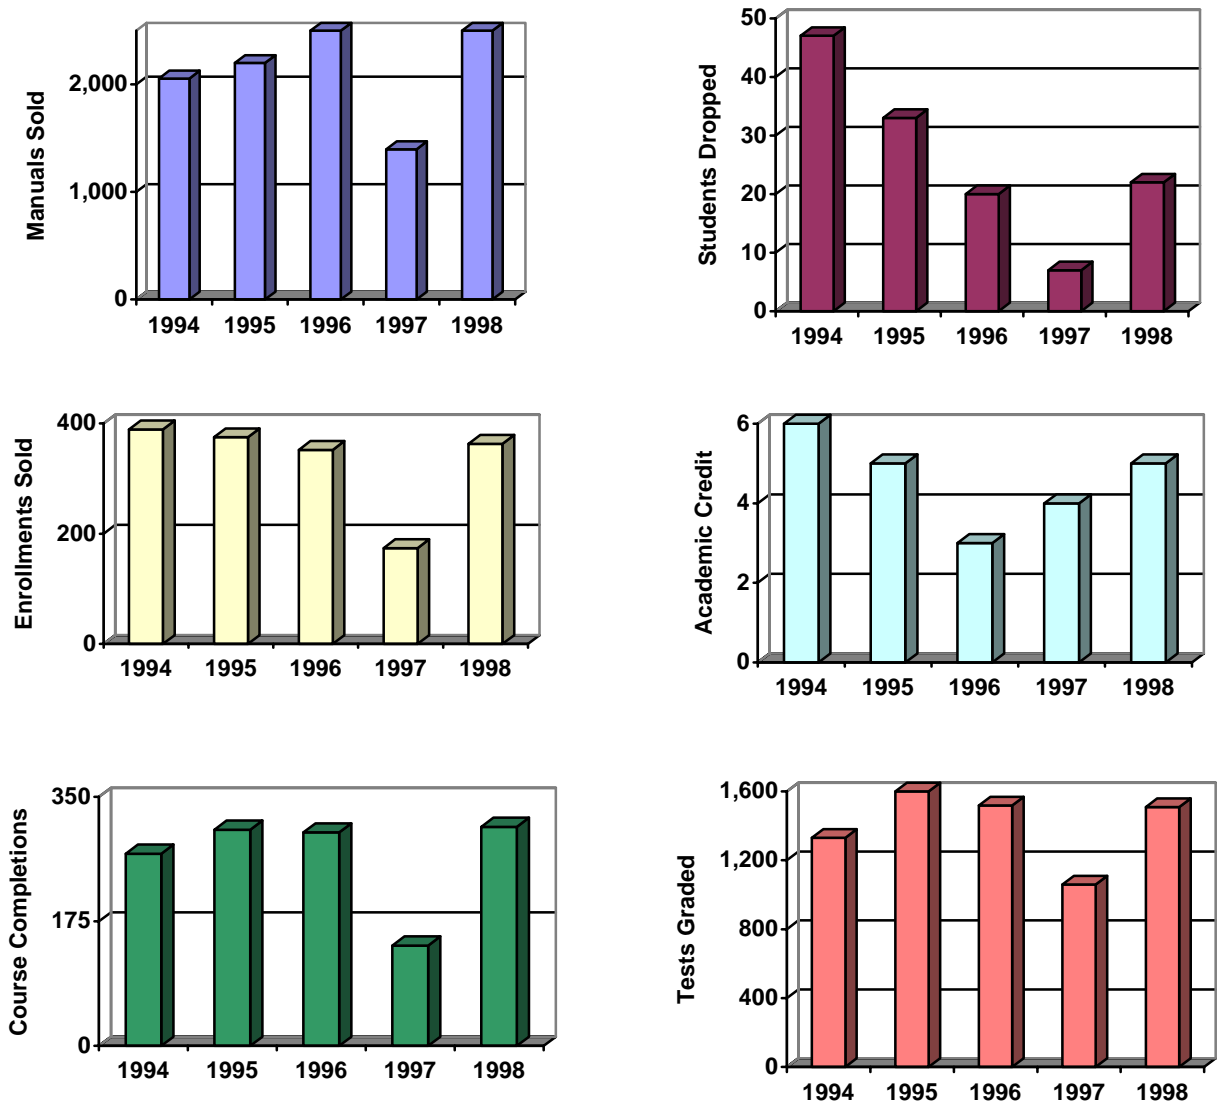 Manuals Sold
2,000
1,000
0
1994 1995 1996 1997 1998
Students Dropped
50
40
30
20
10
0
1994 1995 1996 1997 1998
Enrollments Sold
400
200
0
1994 1995 1996 1997 1998
Academic Credit
6
4
2
0
1994 1995 1996 1997 1998
Course Completions
350
175
0
1994 1995 1996 1997 1998
Tests Graded
1,600
1,200
800
400
0
1994 1995 1996 1997 1998